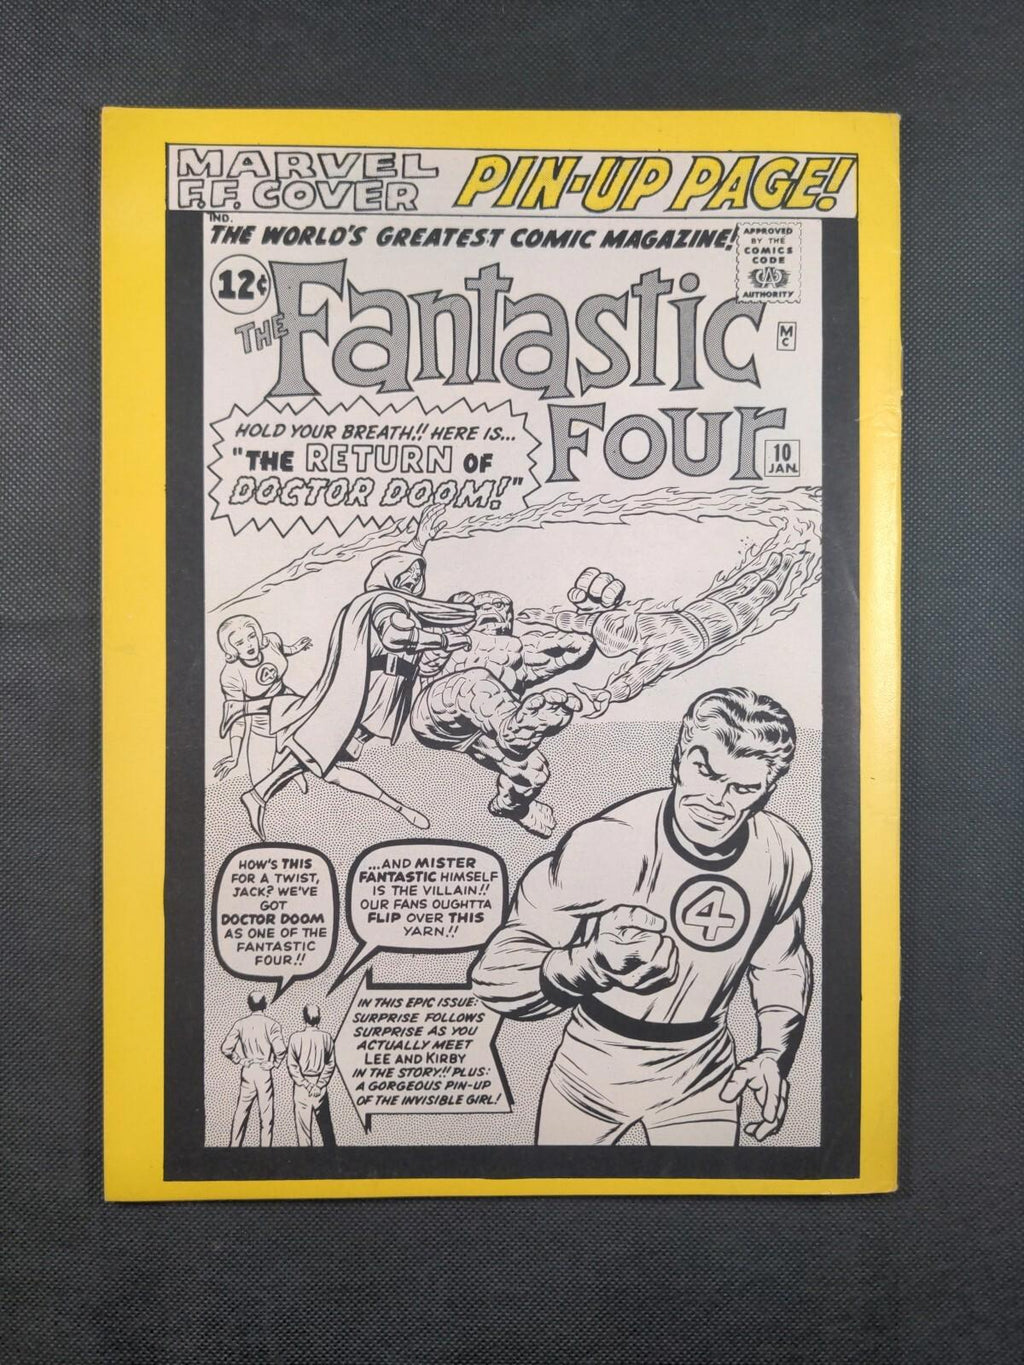 MARVEL
F.F. COVER
PIN-UP PAGE!
IND.
THE WORLD'S GREATEST COMIC MAGAZINE!
APPROVED
BY THE
COMICS
CODE
CA
AUTHORITY
12¢
THE Fantastic
Four
M
C
10
JAN.
HOLD YOUR BREATH!! HERE IS...
"THE RETURN OF
DOCTOR DOOM!"
4
HOW'S THIS
FOR A TWIST,
JACK? WE'VE
GOT
DOCTOR DOOM
AS ONE OF THE
FANTASTIC
FOUR!!
...AND MISTER
FANTASTIC HIMSELF
IS THE VILLAIN!!
OUR FANS OUGHTTA
FLIP OVER THIS
YARN!!
4
IN THIS EPIC ISSUE:
SURPRISE FOLLOWS
SURPRISE AS YOU
ACTUALLY MEET
LEE AND KIRBY
IN THE STORY!! PLUS:
A GORGEOUS PIN-UP
OF THE INVISIBLE GIRL!